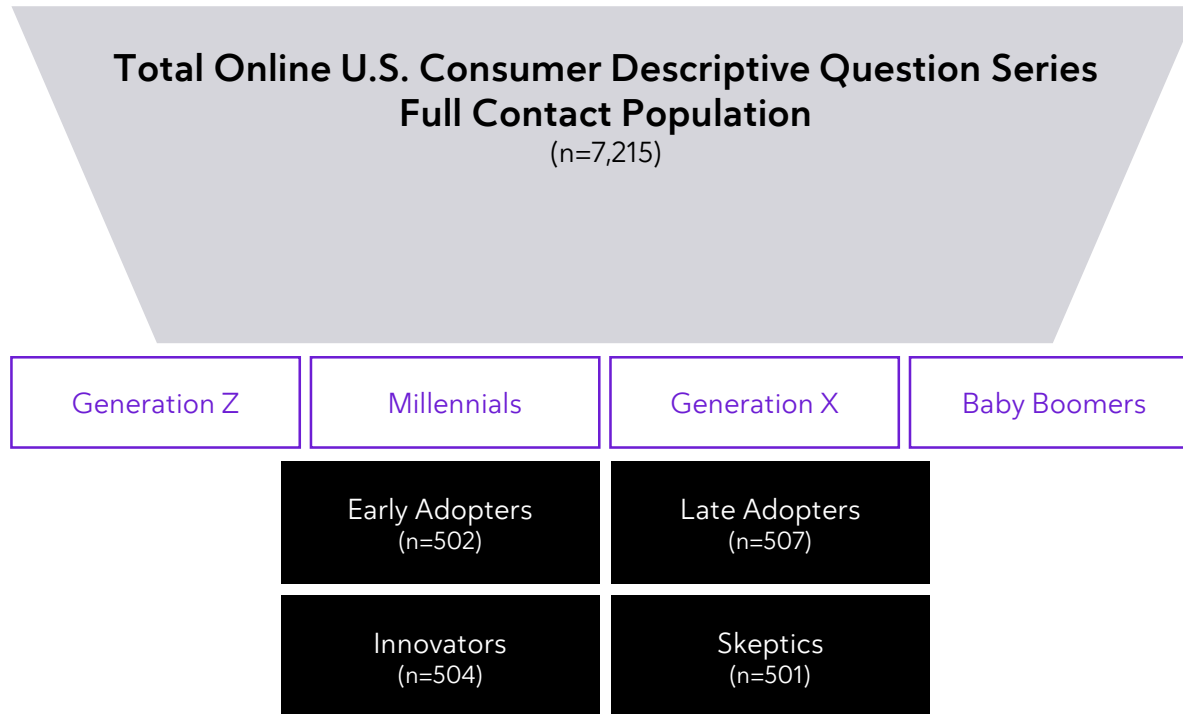 Total Online U.S. Consumer Descriptive Question Series
Full Contact Population
(n=7,215)
Generation Z
Millennials
Generation X
Baby Boomers
Early Adopters
(n=502)
Late Adopters
(n=507)
Innovators
(n=504)
Skeptics
(n=501)